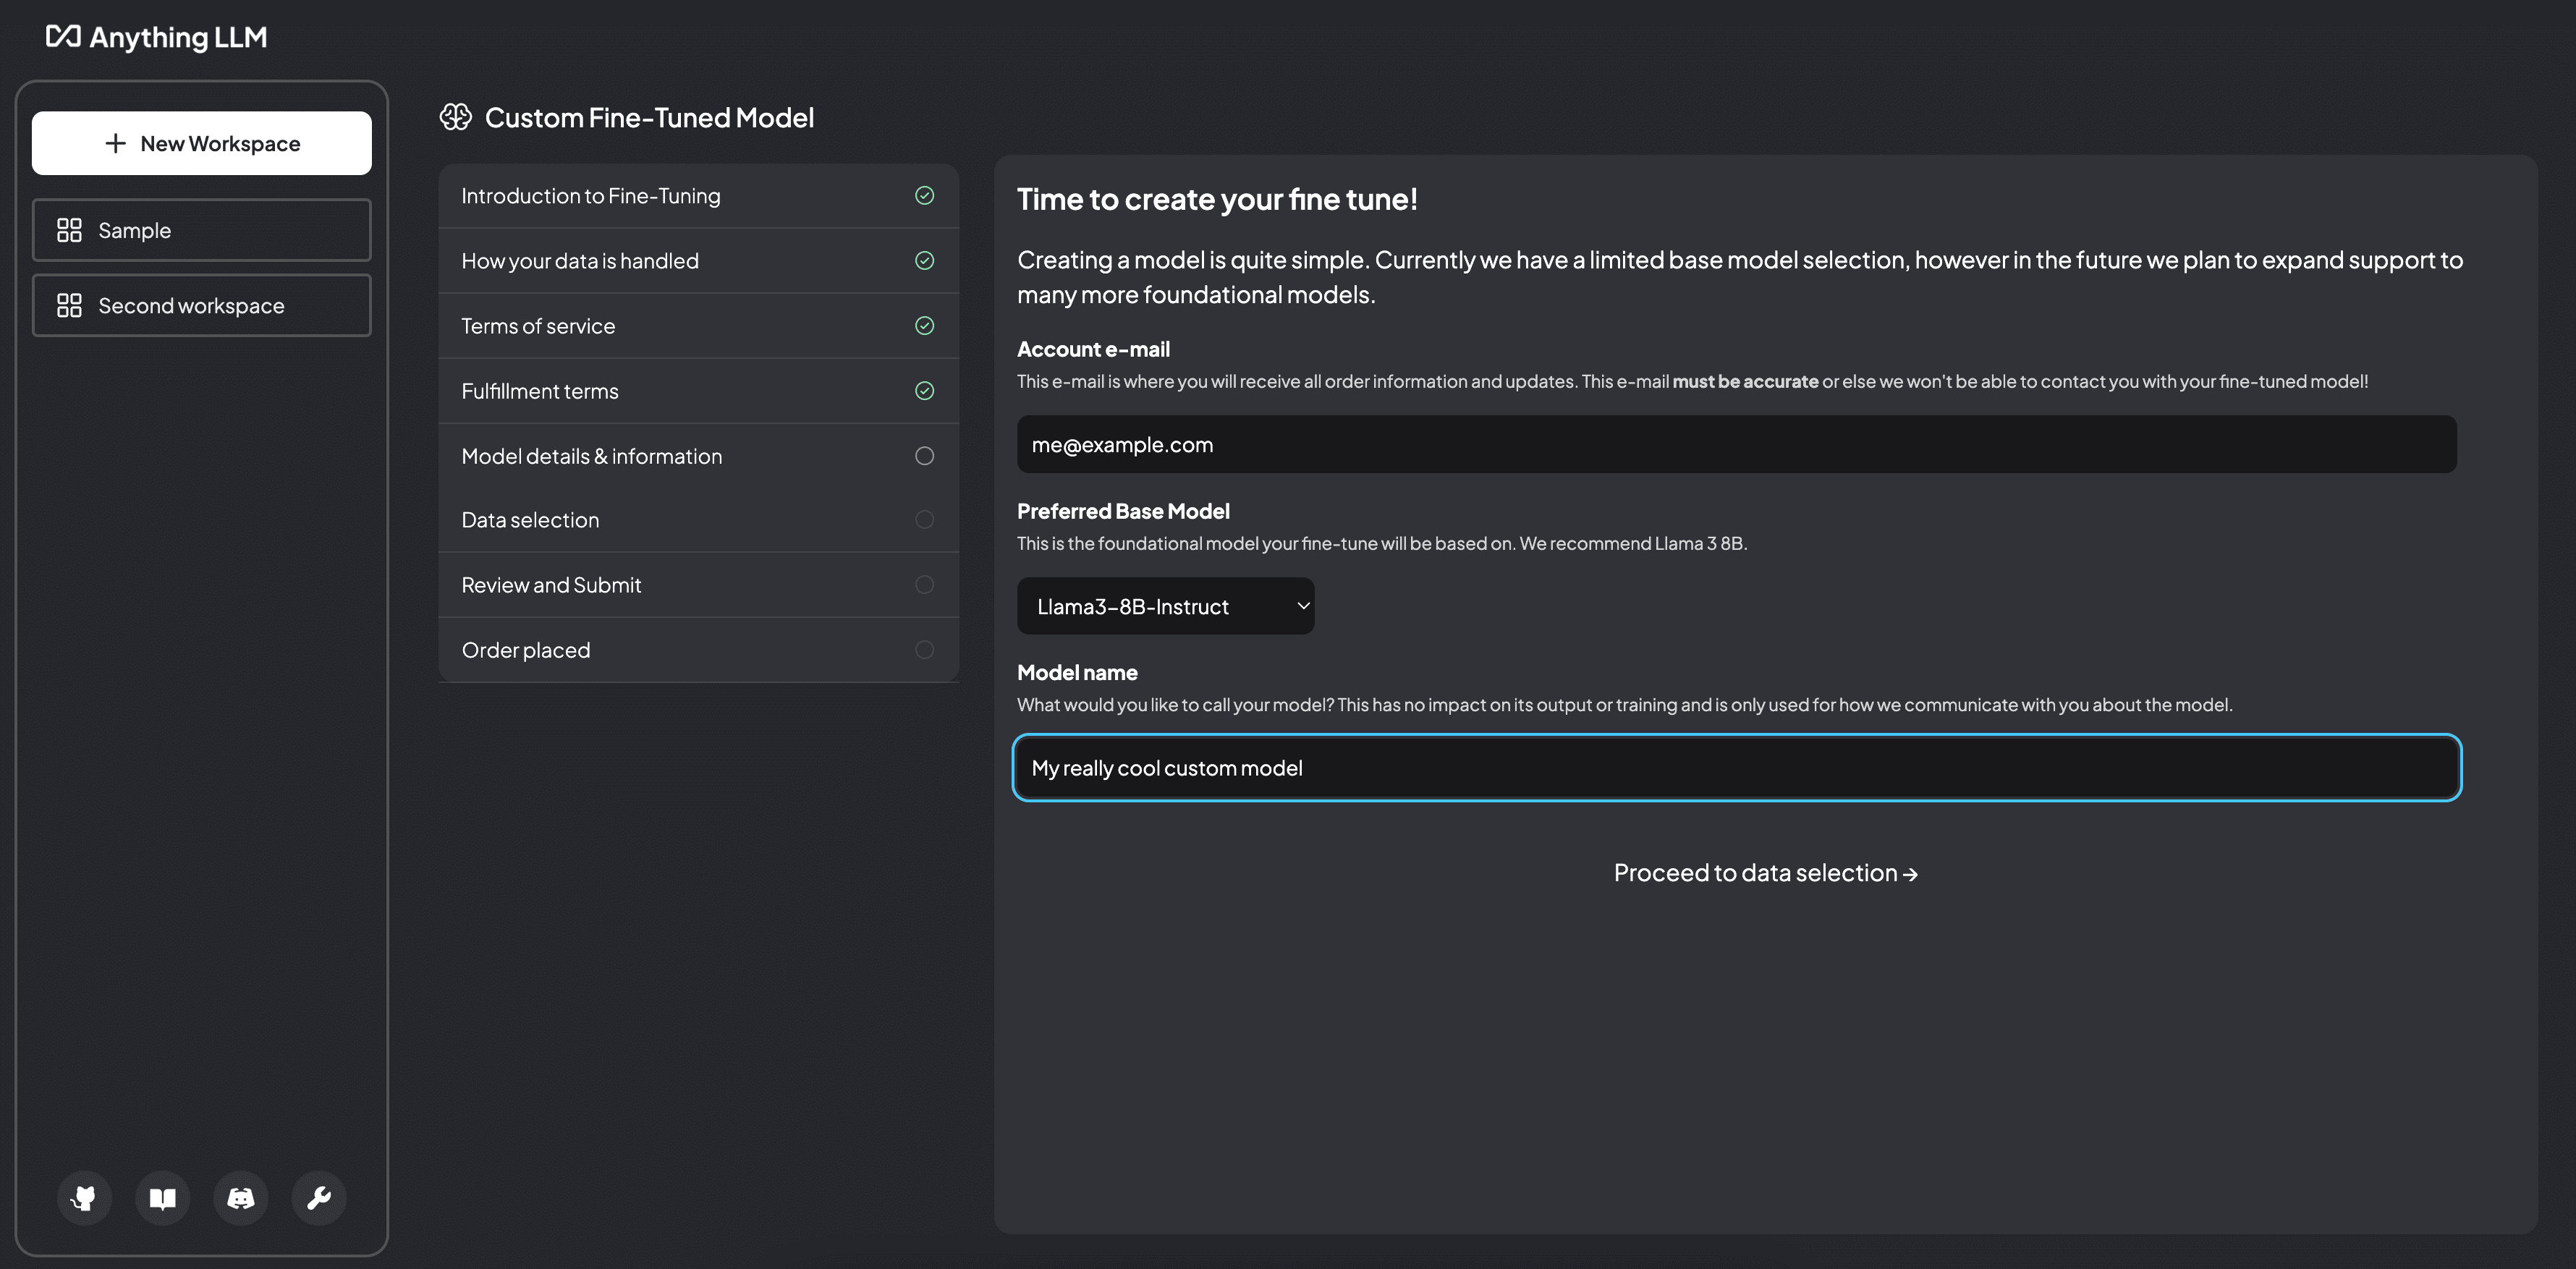 Anything LLM
New Workspace
Sample
Second workspace
Custom Fine-Tuned Model
Introduction to Fine-Tuning
How your data is handled
Terms of service
Fulfillment terms
Model details & information
Data selection
Review and Submit
Order placed
Time to create your fine tune!
Creating a model is quite simple. Currently we have a limited base model selection, however in the future we plan to expand support to
many more foundational models.
Account e-mail
This e-mail is where you will receive all order information and updates. This e-mail must be accurate or else we won't be able to contact you with your fine-tuned model!
me@example.com
Preferred Base Model
This is the foundational model your fine-tune will be based on. We recommend Llama 3 8B.
Llama3-8B-Instruct
Model name
What would you like to call your model? This has no impact on its output or training and is only used for how we communicate with you about the model.
My really cool custom model
Proceed to data selection →